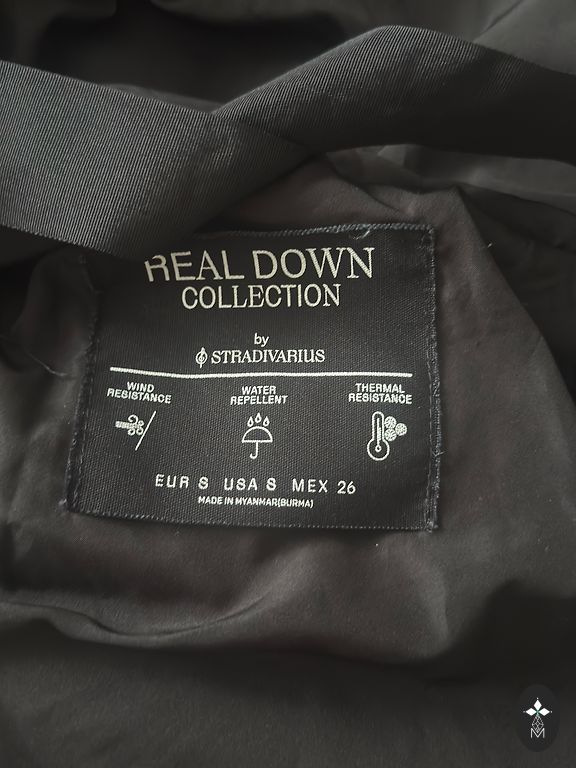 REAL DOWN
COLLECTION
by
STRADIVARIUS
WIND
RESISTANCE
WATER
REPELLENT
THERMAL
RESISTANCE
EUR S USA S MEX 26
MADE IN MYANMAR(BURMA)
M